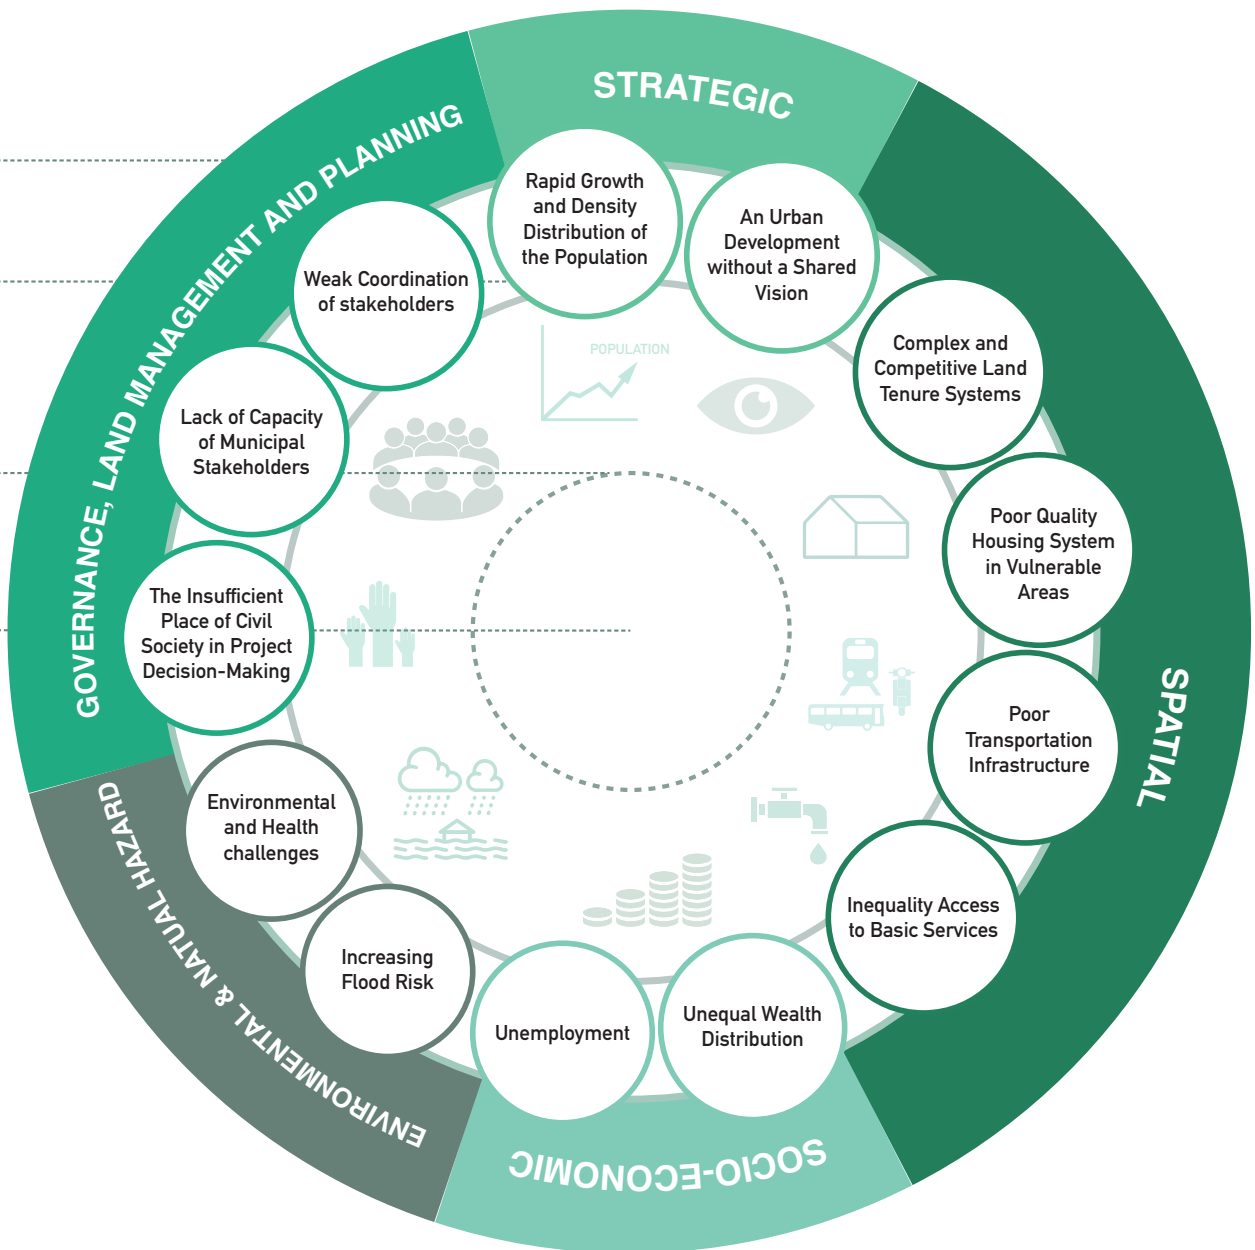 STRATEGIC
Rapid Growth
and Density
Distribution of
the Population
An Urban
Development
without a Shared
Vision
SPATIAL
Complex and
Competitive Land
Tenure Systems
Poor Quality
Housing System
in Vulnerable
Areas
Poor
Transportation
Infrastructure
Inequality Access
to Basic Services
SOCIO-ECONOMIC
Unequal Wealth
Distribution
Unemployment
ENVIRONMENTAL & NATUAL HAZARD
Increasing
Flood Risk
Environmental
and Health
challenges
GOVERNANCE, LAND MANAGEMENT AND PLANNING
The Insufficient
Place of Civil
Society in Project
Decision-Making
Lack of Capacity
of Municipal
Stakeholders
Weak Coordination
of stakeholders
POPULATION